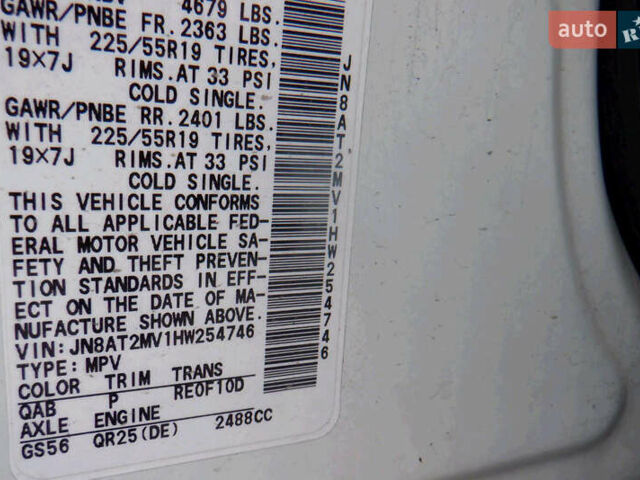 4679 LBS.
GAWR/PNBE FR. 2363 LBS.
WITH 225/55R19 TIRES,
19×7J RIMS. AT 33 PSI
COLD SINGLE.
GAWR/PNBE RR. 2401 LBS.
WITH 225/55R19 TIRES,
19×7J RIMS. AT 33 PSI
COLD SINGLE.
THIS VEHICLE CONFORMS
TO ALL APPLICABLE FED-
ERAL MOTOR VEHICLE SA-
FETY AND THEFT PREVEN-
TION STANDARDS IN EFF-
ECT ON THE DATE OF MA-
NUFACTURE SHOWN ABOVE.
VIN: JN8AT2MV1HW254746
TYPE: MPV
COLOR TRIM TRANS
QAB P RE0F10D
AXLE ENGINE
GS56 QR25(DE) 2488CC
JN8AT2MV1HW254746
auto